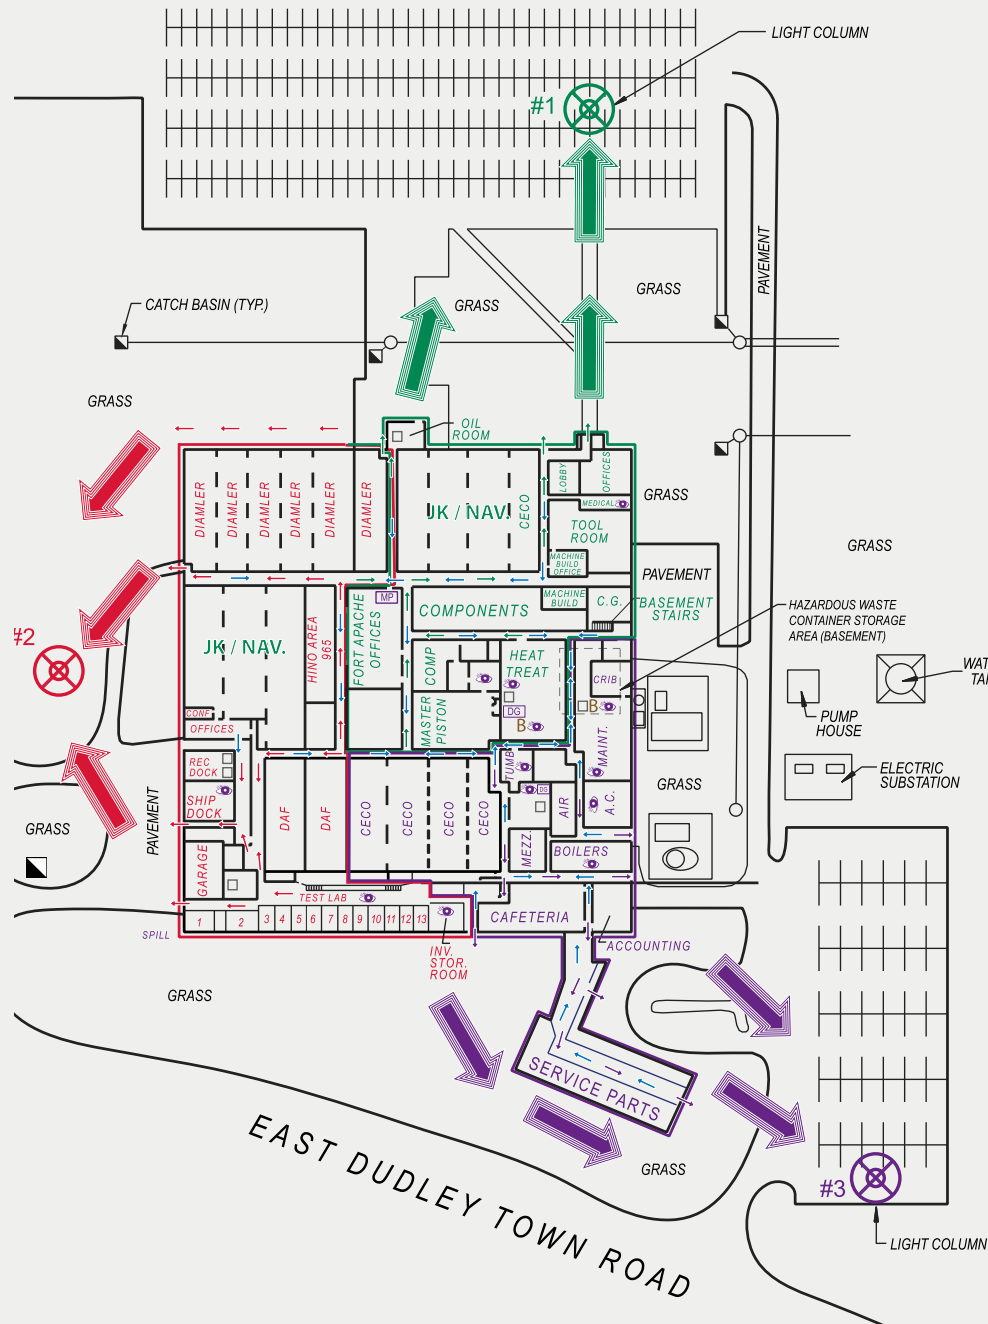 LIGHT COLUMN
#1
PAVEMENT
GRASS
CATCH BASIN (TYP.)
GRASS
GRASS
OIL
ROOM
LOBBY
OFFICES
GRASS
DIAMLER
DIAMLER
DIAMLER
DIAMLER
DIAMLER
DIAMLER
JK / NAV.
CECO
MEDICAL
TOOL
ROOM
GRASS
MACHINE
BUILD
OFFICE
PAVEMENT
MP
MACHINE
BUILD
C.G.
BASEMENT
STAIRS
COMPONENTS
HAZARDOUS WASTE
CONTAINER STORAGE
AREA (BASEMENT)
#2
JK / NAV.
HINO AREA
965
FORT APACHE
OFFICES
COMP
HEAT
TREAT
CRIB
WAT
TA
CONF
OFFICES
MASTER
PISTON
DG
B
B
PUMP
HOUSE
MAINT.
REC
DOCK
TUMB
ELECTRIC
SUBSTATION
SHIP
DOCK
DG
GRASS
PAVEMENT
GRASS
DAF
DAF
CECO
CECO
CECO
CECO
AIR
A.C.
MEZZ.
BOILERS
GARAGE
TEST LAB
1
2
3
4
5
6
7
8
9
10
11
12
13
CAFETERIA
SPILL
INV.
STOR.
ROOM
ACCOUNTING
GRASS
SERVICE PARTS
GRASS
EAST DUDLEY TOWN ROAD
#3
LIGHT COLUMN